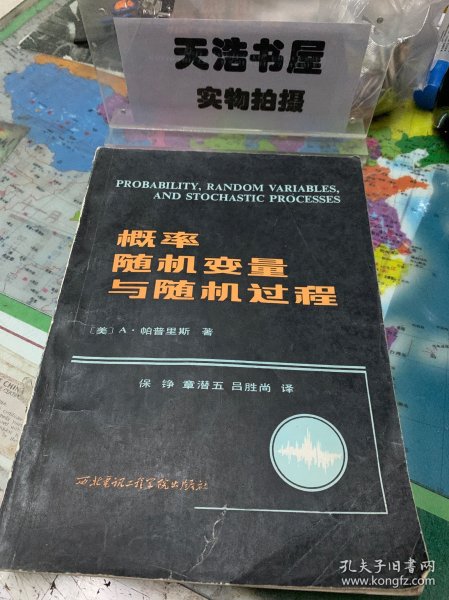 天浩书屋
实物拍摄
PROBABILITY, RANDOM VARIABLES,
AND STOCHASTIC PROCESSES
概率
随机变量
与随机过程
〔美〕A·帕普里斯 著
保 铮 章潜五 吕胜尚 译
西北电讯工程学院出版社
孔夫子旧书网
www.kongfz.com